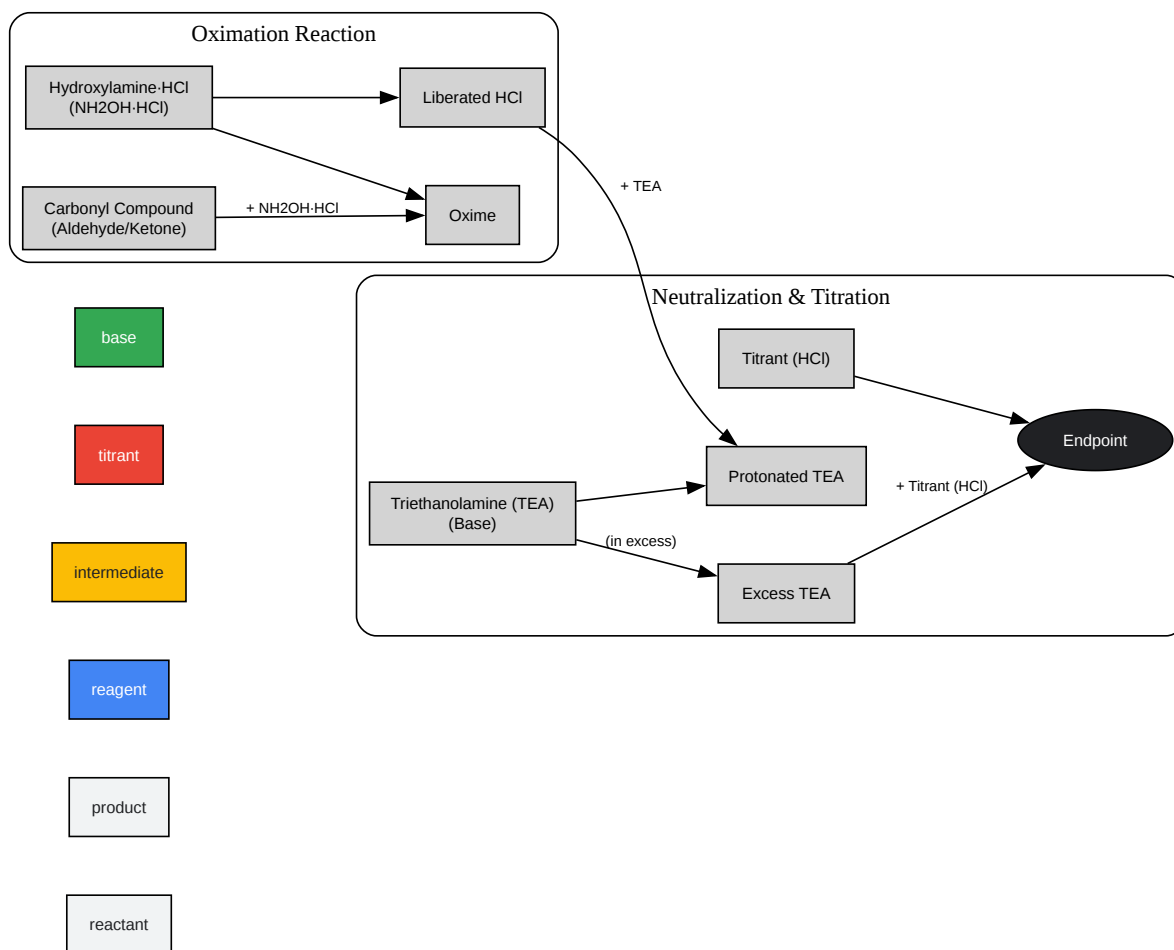 Oximation Reaction
Hydroxylamine·HCl
(NH2OH·HCl)
Liberated HCl
Carbonyl Compound
(Aldehyde/Ketone)
+ NH2OH·HCl
Oxime
+ TEA
Neutralization & Titration
Titrant (HCl)
Endpoint
Protonated TEA
Triethanolamine (TEA)
(Base)
(in excess)
Excess TEA
+ Titrant (HCl)
base
titrant
intermediate
reagent
product
reactant